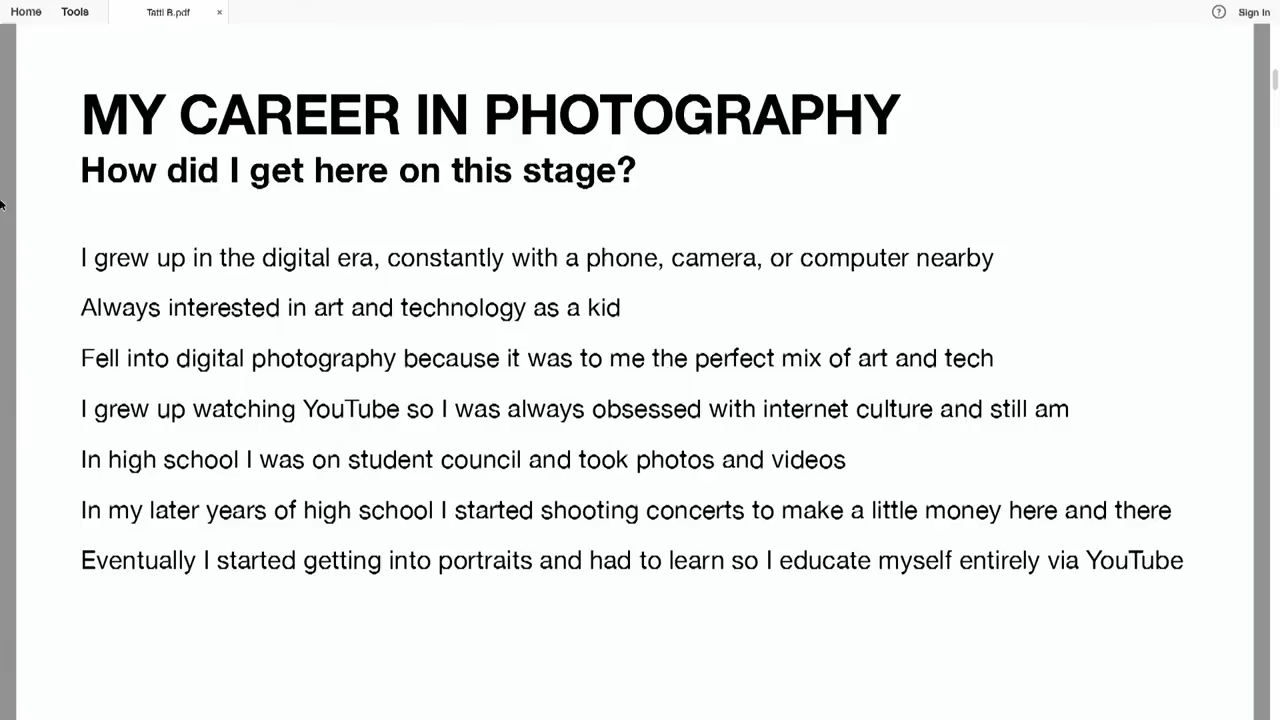 Home Tools Tatti B.pdf × ? Sign In
MY CAREER IN PHOTOGRAPHY
How did I get here on this stage?
I grew up in the digital era, constantly with a phone, camera, or computer nearby
Always interested in art and technology as a kid
Fell into digital photography because it was to me the perfect mix of art and tech
I grew up watching YouTube so I was always obsessed with internet culture and still am
In high school I was on student council and took photos and videos
In my later years of high school I started shooting concerts to make a little money here and there
Eventually I started getting into portraits and had to learn so I educate myself entirely via YouTube